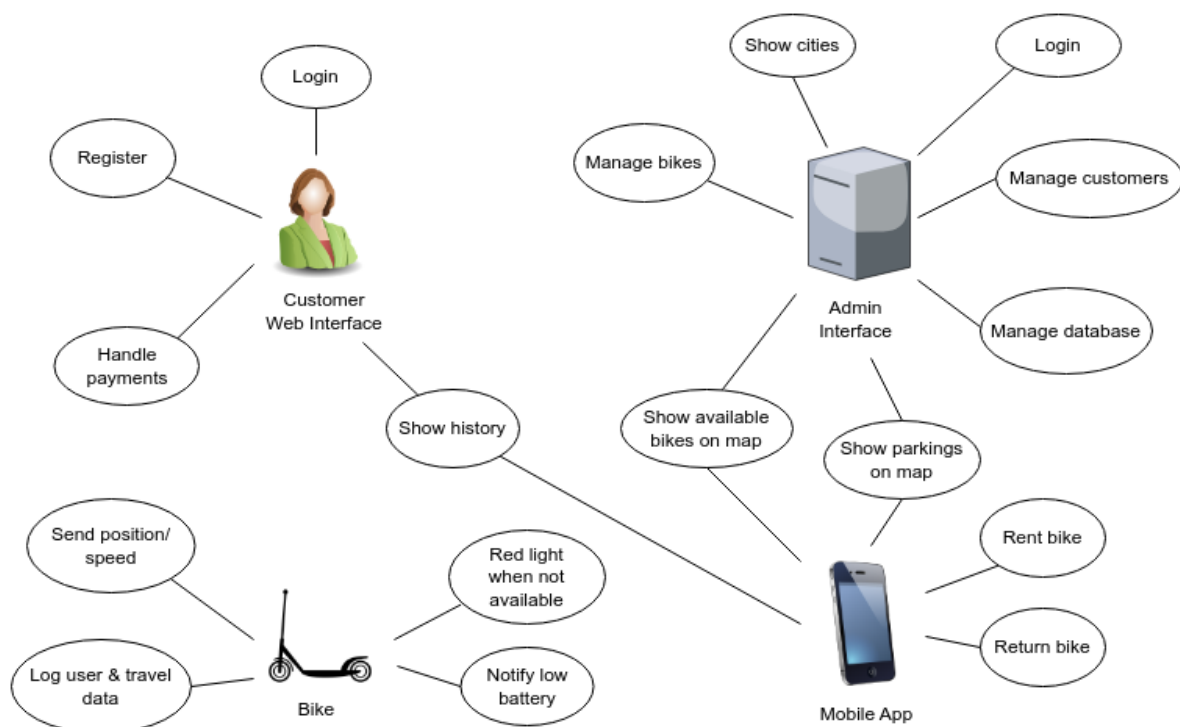 Show cities
Login
Login
Register
Manage bikes
Manage customers
Customer
Web Interface
Admin
Interface
Manage database
Handle
payments
Show history
Show available
bikes on map
Show parkings
on map
Send position/
speed
Red light
when not
available
Rent bike
Log user & travel
data
Notify low
battery
Return bike
Bike
Mobile App